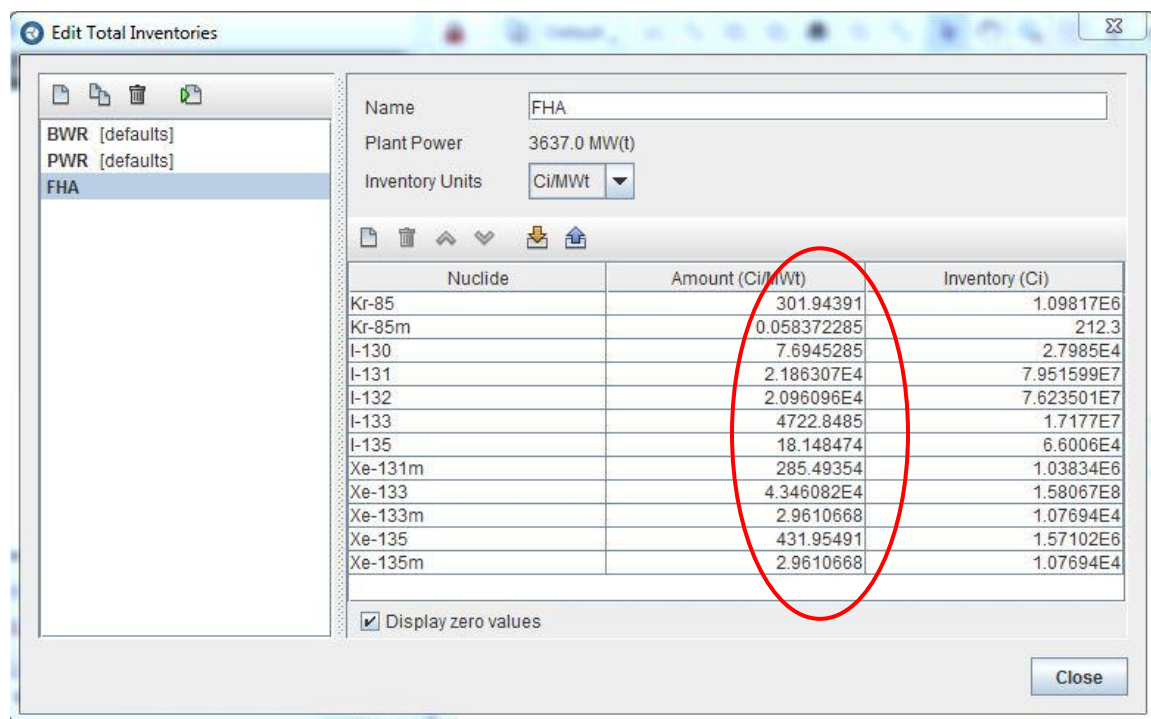 Edit Total Inventories
BWR [defaults]
PWR [defaults]
FHA
Name FHA
Plant Power 3637.0 MW(t)
Inventory Units Ci/MWt
Nuclide Amount (Ci/MWt) Inventory (Ci)
Kr-85 301.94391 1.09817E6
Kr-85m 0.058372285 212.3
I-130 7.6945285 2.7985E4
I-131 2.186307E4 7.951599E7
I-132 2.096096E4 7.623501E7
I-133 4722.8485 1.7177E7
I-135 18.148474 6.6006E4
Xe-131m 285.49354 1.03834E6
Xe-133 4.346082E4 1.58067E8
Xe-133m 2.9610668 1.07694E4
Xe-135 431.95491 1.57102E6
Xe-135m 2.9610668 1.07694E4
Display zero values
Close